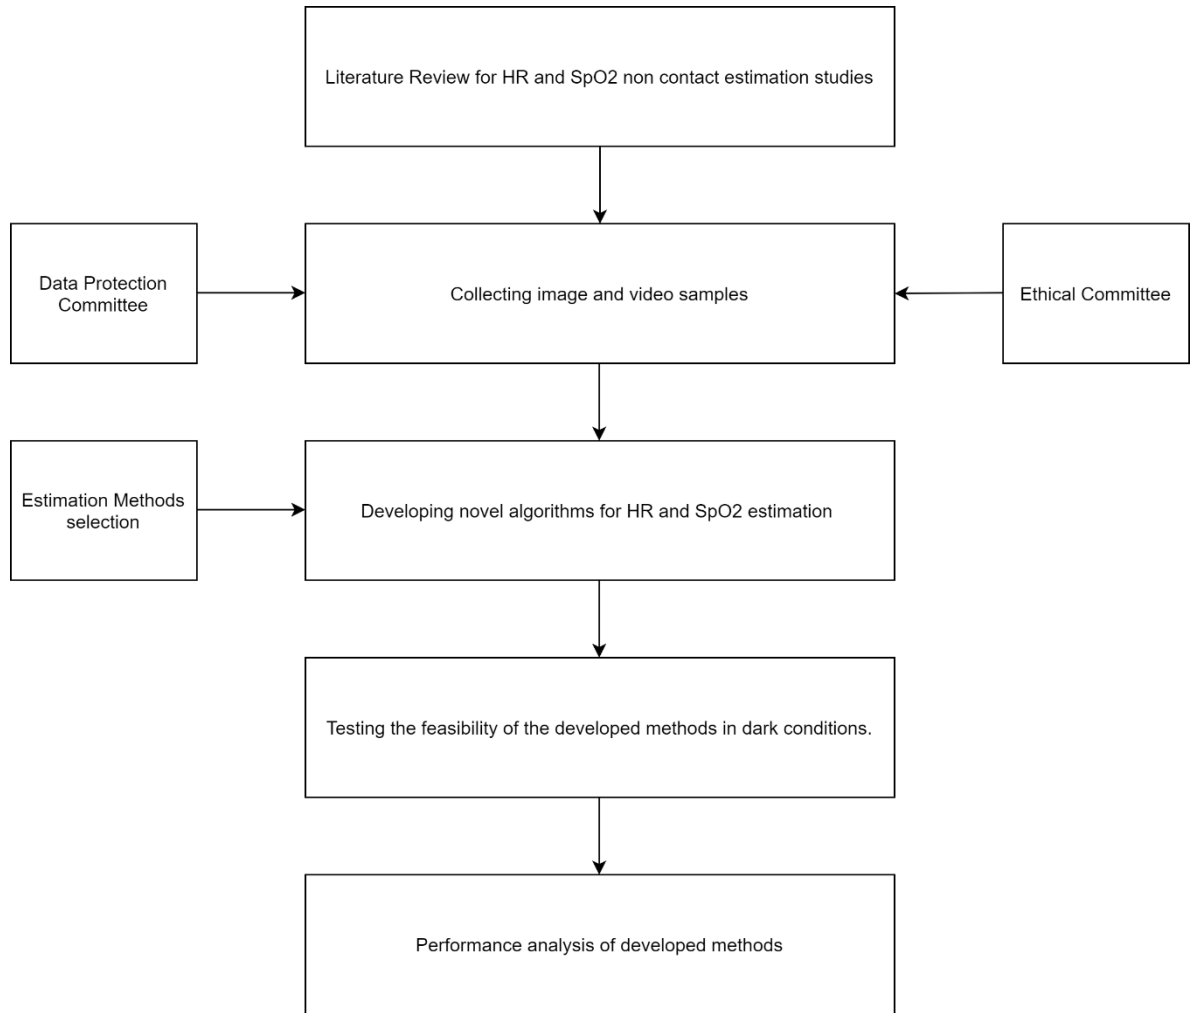 Literature Review for HR and SpO2 non contact estimation studies
Data Protection
Committee
Collecting image and video samples
Ethical Committee
Estimation Methods
selection
Developing novel algorithms for HR and SpO2 estimation
Testing the feasibility of the developed methods in dark conditions.
Performance analysis of developed methods